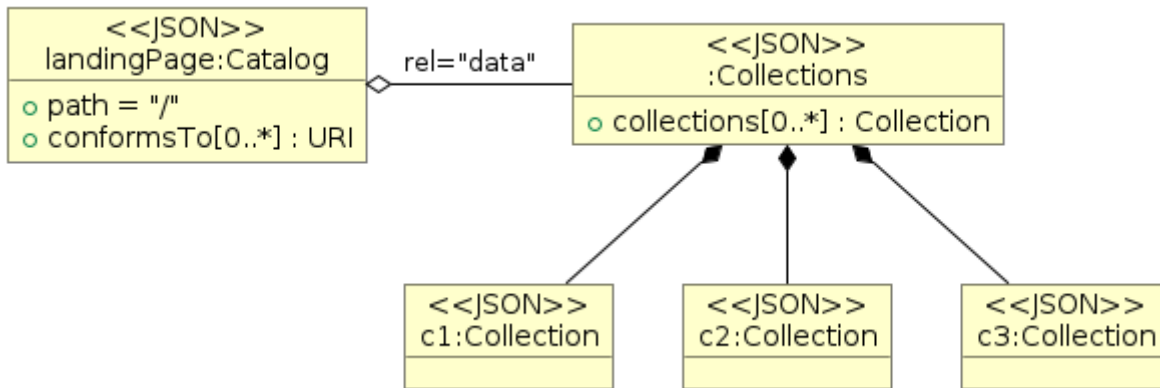 <<JSON>>
landingPage:Catalog
path = "/"
conformsTo[0..*] : URI
rel="data"
<<JSON>>
:Collections
collections[0..*] : Collection
<<JSON>>
c1:Collection
<<JSON>>
c2:Collection
<<JSON>>
c3:Collection